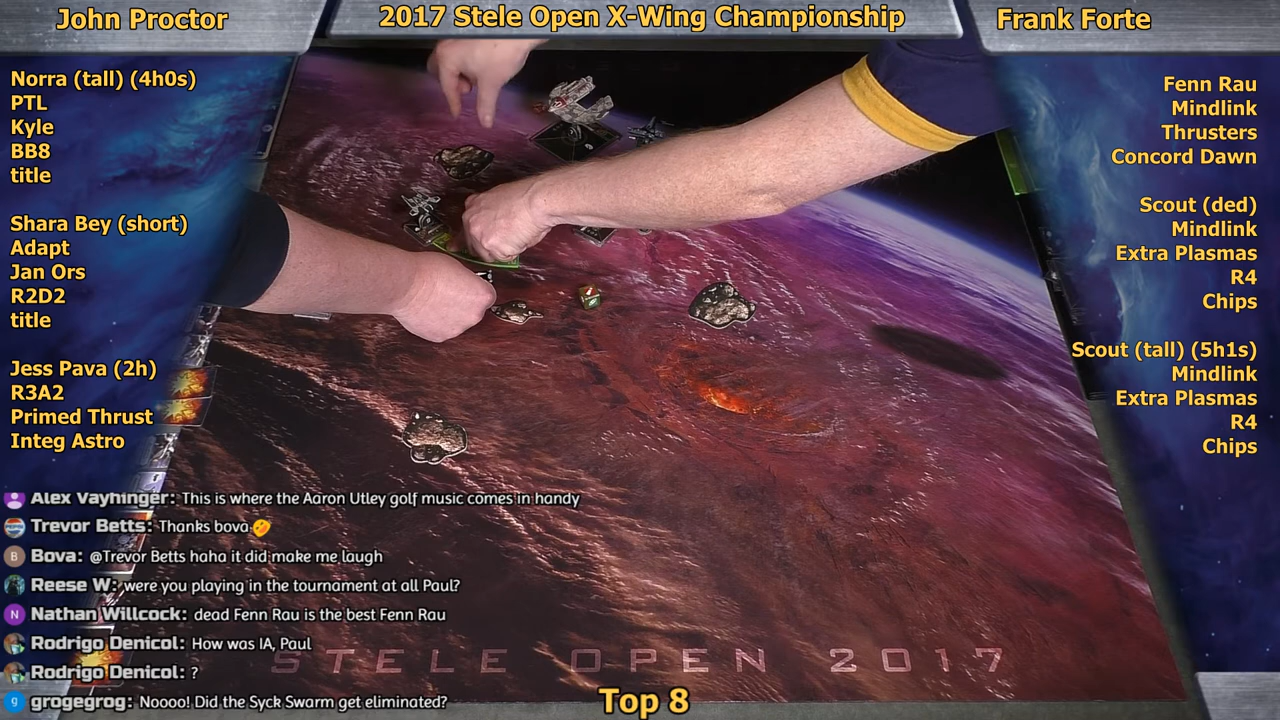 John Proctor
2017 Stele Open X-Wing Championship
Frank Forte
Norra (tall) (4h0s)
PTL
Kyle
BB8
title
Shara Bey (short)
Adapt
Jan Ors
R2D2
title
Jess Pava (2h)
R3A2
Primed Thrust
Integ Astro
Fenn Rau
Mindlink
Thrusters
Concord Dawn
Scout (ded)
Mindlink
Extra Plasmas
R4
Chips
Scout (tall) (5h1s)
Mindlink
Extra Plasmas
R4
Chips
Alex Vayhinger: This is where the Aaron Utley golf music comes in handy
Trevor Betts: Thanks bova
B Bova: @Trevor Betts haha it did make me laugh
Reese W: were you playing in the tournament at all Paul?
N Nathan Willcock: dead Fenn Rau is the best Fenn Rau
Rodrigo Denicol: How was IA, Paul
Rodrigo Denicol: ?
g grogegrog: Noooo! Did the Syck Swarm get eliminated?
STELE OPEN 2017
Top 8